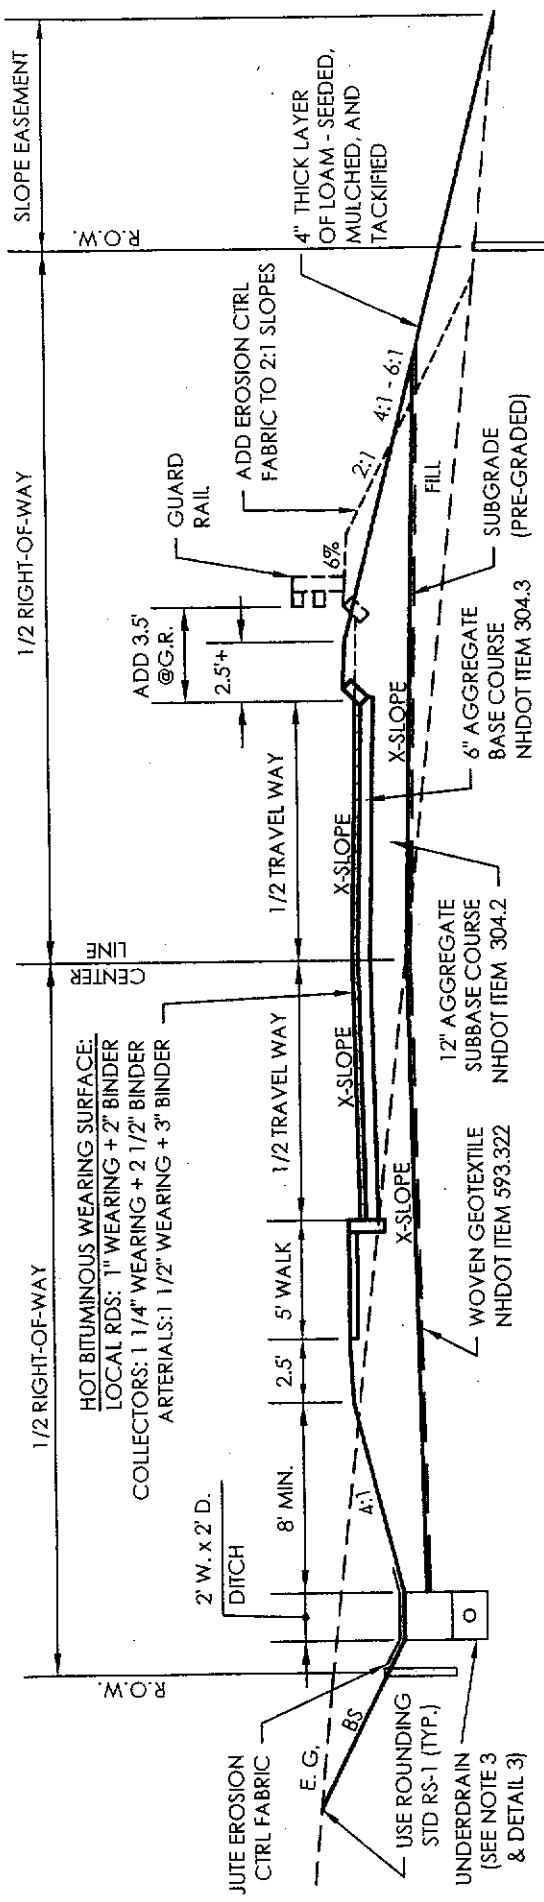 1/2 RIGHT-OF-WAY
1/2 RIGHT-OF-WAY
SLOPE EASEMENT
R.O.W.
CENTER
LINE
R.O.W.
HOT BITUMINOUS WEARING SURFACE:
LOCAL RDS: 1" WEARING + 2" BINDER
COLLECTORS: 1 1/4" WEARING + 2 1/2" BINDER
ARTERIALS: 1 1/2" WEARING + 3" BINDER
2' W. x 2' D.
DITCH
8' MIN.
2.5'
5' WALK
1/2 TRAVEL WAY
1/2 TRAVEL WAY
ADD 3.5'
@G.R.
2.5'+
GUARD
RAIL
ADD EROSION CTRL
FABRIC TO 2:1 SLOPES
4" THICK LAYER
OF LOAM - SEEDED,
MULCHED, AND
TACKIFIED
JUTE EROSION
CTRL FABRIC
E. G.
BS
4:1
X-SLOPE
X-SLOPE
6%
2:1
4:1 - 6:1
X-SLOPE
X-SLOPE
FILL
USE ROUNDING
STD RS-1 (TYP.)
UNDERDRAIN
(SEE NOTE 3
& DETAIL 3)
WOVEN GEOTEXTILE
NHDOT ITEM 593.322
12" AGGREGATE
SUBBASE COURSE
NHDOT ITEM 304.2
6" AGGREGATE
BASE COURSE
NHDOT ITEM 304.3
SUBGRADE
(PRE-GRADED)